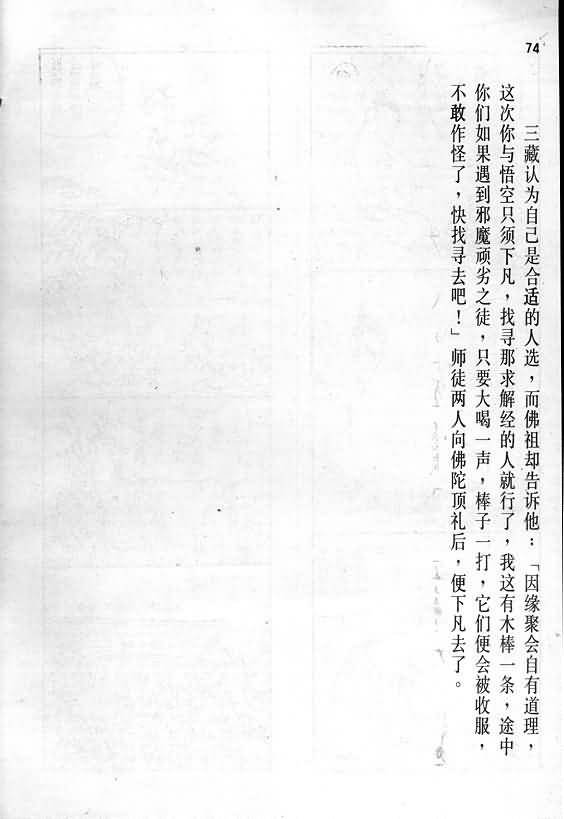 74
三藏认为自己是合适的人选，而佛祖却告诉他：「因缘聚会自有道理，
这次你与悟空只须下凡，找寻那求解经的人就行了，我这有木棒一条，途中
你们如果遇到邪魔顽劣之徒，只要大喝一声，棒子一打，它们便会被收服，
不敢作怪了，快找寻去吧！」师徒两人向佛陀顶礼后，便下凡去了。